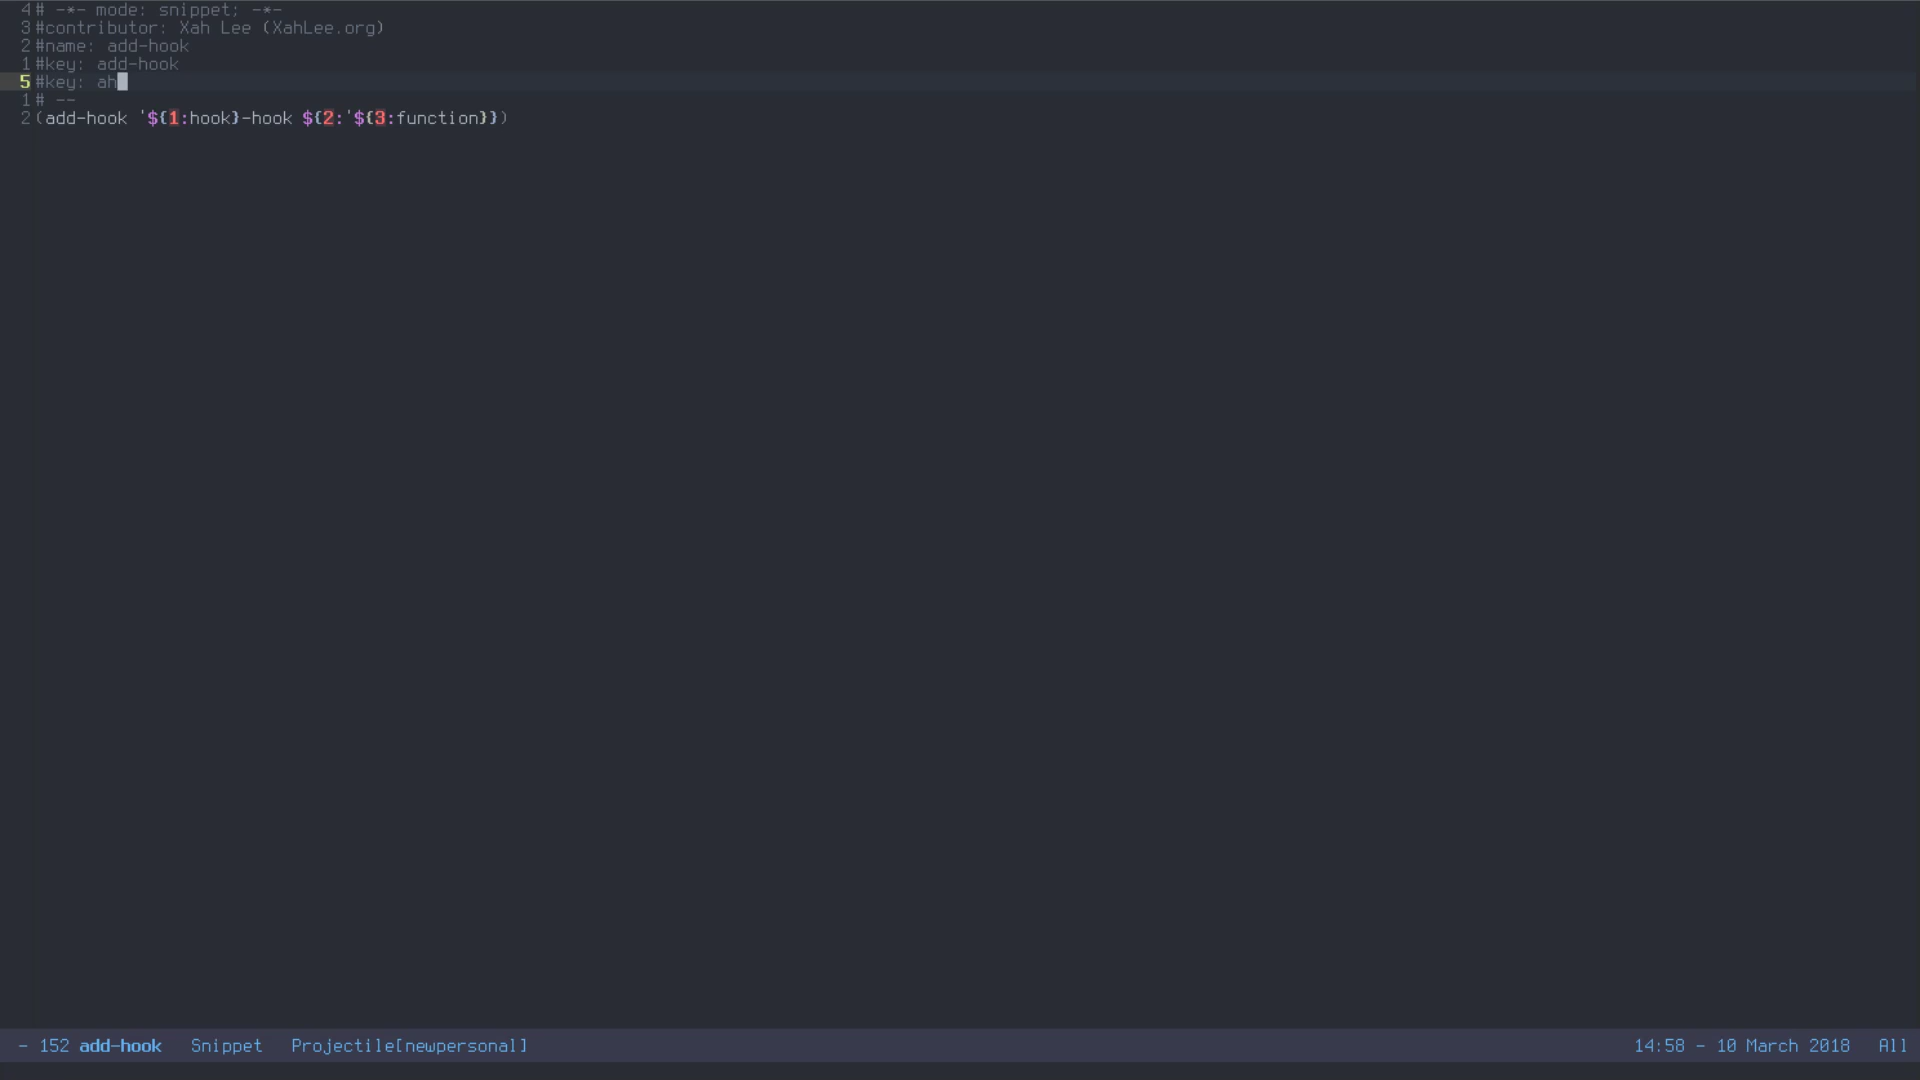 4# -*- mode: snippet; -*-
3#contributor: Xah Lee (XahLee.org)
2#name: add-hook
1#key: add-hook
5#key: ah
1# --
2(add-hook '${1:hook}-hook ${2:'${3:function}})
- 152 add-hook Snippet Projectile[newpersonal] 14:58 - 10 March 2018 All